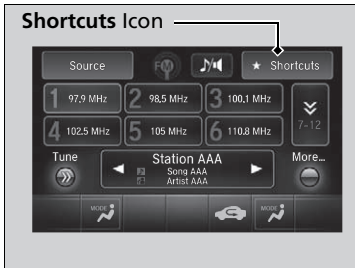 Shortcuts Icon
Source FM ★ Shortcuts
1 97.9 MHz 2 98.5 MHz 3 100.1 MHz
4 102.5 MHz 5 105 MHz 6 110.8 MHz 7-12
Tune Station AAA More...
Song AAA
Artist AAA
MODE MODE